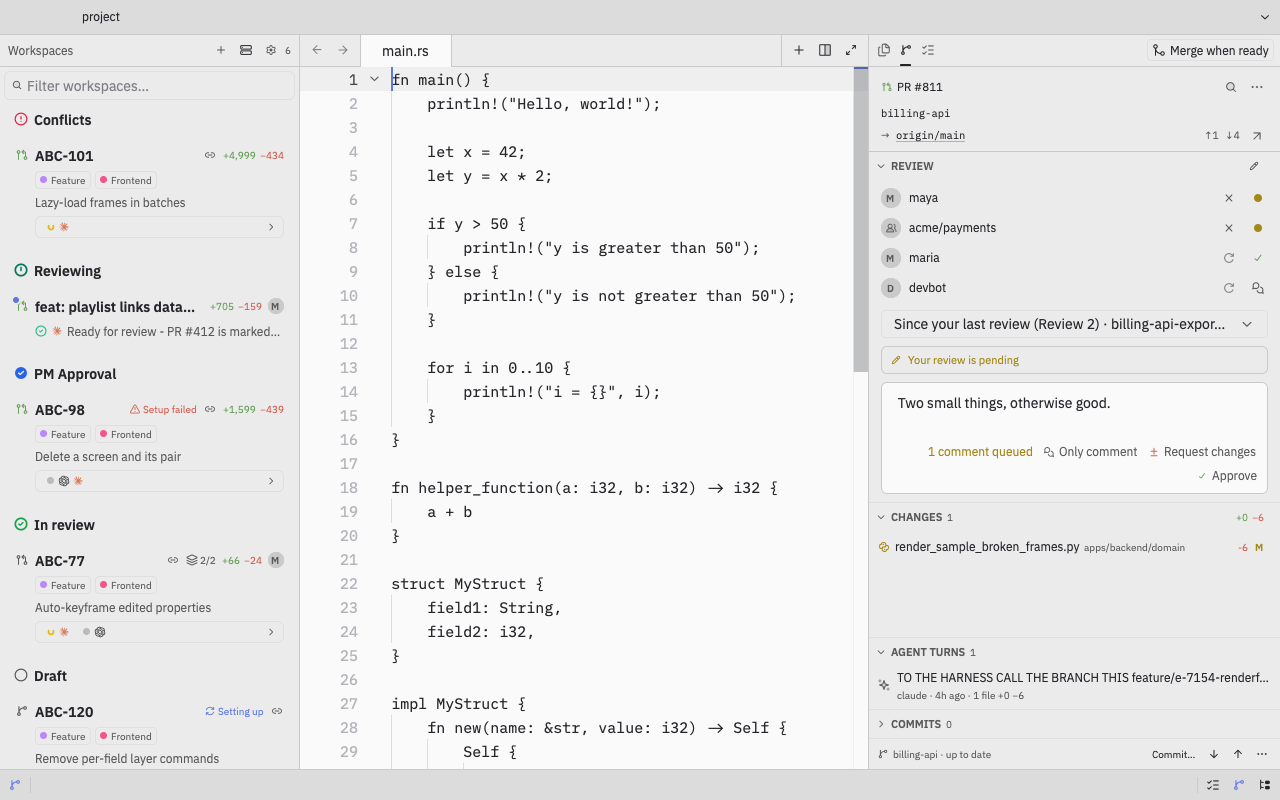 project
Workspaces
6
Filter workspaces...
Conflicts
ABC-101 +4,999 −434
Feature Frontend
Lazy-load frames in batches
Reviewing
feat: playlist links data... +705 −159 M
Ready for review - PR #412 is marked...
PM Approval
ABC-98 Setup failed +1,599 −439
Feature Frontend
Delete a screen and its pair
In review
ABC-77 2/2 +66 −24 M
Feature Frontend
Auto-keyframe edited properties
Draft
ABC-120 Setting up
Feature Frontend
Remove per-field layer commands
main.rs
1 fn main() {
2 println!("Hello, world!");
3
4 let x = 42;
5 let y = x * 2;
6
7 if y > 50 {
8 println!("y is greater than 50");
9 } else {
10 println!("y is not greater than 50");
11 }
12
13 for i in 0..10 {
14 println!("i = {}", i);
15 }
16 }
17
18 fn helper_function(a: i32, b: i32) -> i32 {
19 a + b
20 }
21
22 struct MyStruct {
23 field1: String,
24 field2: i32,
25 }
26
27 impl MyStruct {
28 fn new(name: &str, value: i32) -> Self {
29 Self {
Merge when ready
PR #811
billing-api
→ origin/main ↑1 ↓4
REVIEW
M maya
acme/payments
M maria
D devbot
Since your last review (Review 2) · billing-api-expor...
Your review is pending
Two small things, otherwise good.
1 comment queued Only comment Request changes
Approve
CHANGES 1 +0 −6
render_sample_broken_frames.py apps/backend/domain -6 M
AGENT TURNS 1
TO THE HARNESS CALL THE BRANCH THIS feature/e-7154-renderf...
claude · 4h ago · 1 file +0 −6
COMMITS 0
billing-api · up to date Commit...